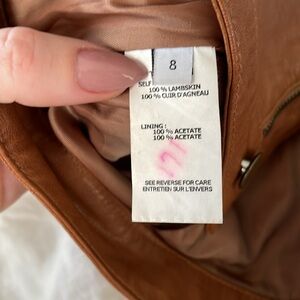 8
SELF
100 % LAMBSKIN
100 % CUIR D'AGNEAU
LINING :
100 % ACETATE
100 % ACETATE
SEE REVERSE FOR CARE
ENTRETIEN SUR L'ENVERS